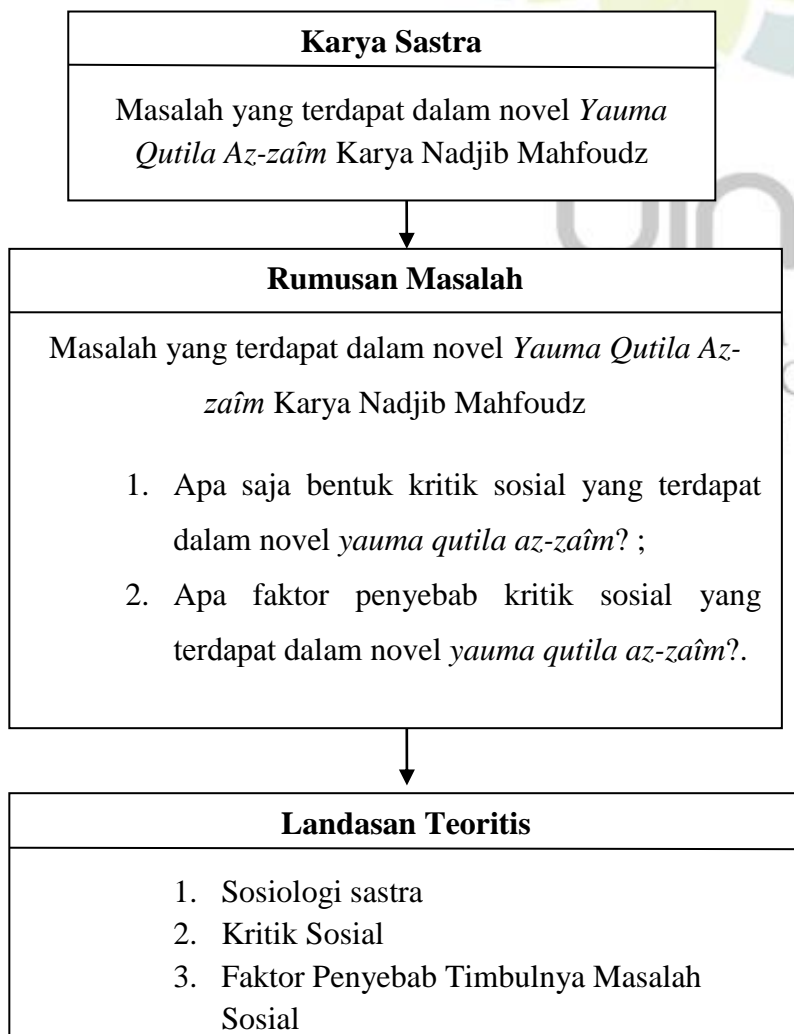 Karya Sastra
Masalah yang terdapat dalam novel Yauma
Qutila Az-zaîm Karya Nadjib Mahfoudz
Rumusan Masalah
Masalah yang terdapat dalam novel Yauma Qutila Az-
zaîm Karya Nadjib Mahfoudz
1. Apa saja bentuk kritik sosial yang terdapat
dalam novel yauma qutila az-zaîm? ;
2. Apa faktor penyebab kritik sosial yang
terdapat dalam novel yauma qutila az-zaîm?.
Landasan Teoritis
1. Sosiologi sastra
2. Kritik Sosial
3. Faktor Penyebab Timbulnya Masalah
Sosial